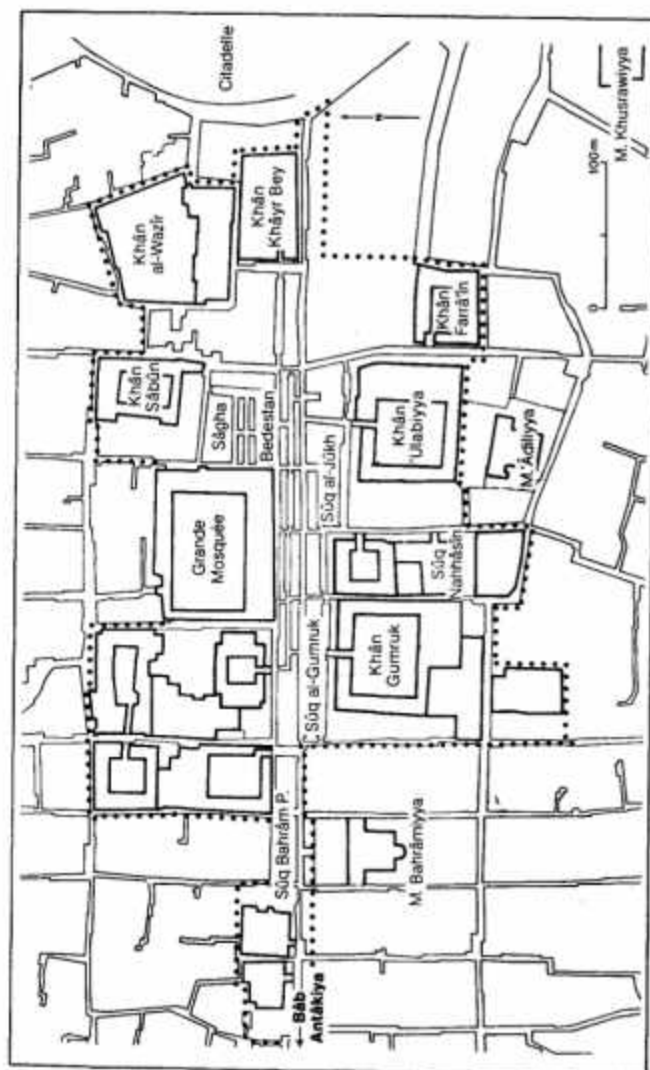 Citadelle
Khân
al-Wazîr
Khân
Khâyr Bey
z
Khân
Sâbûn
Sâgha
Bedestan
Khân
Farrâ'în
0
100m
M. Khusrawiyya
Grande
Mosquée
Sûq al-Jûkh
Khân
'Ulabiyya
M. 'Âdiliyya
Sûq
Nahhâsîn
Sûq al-Gumruk
Khân
Gumruk
Sûq Bahrâm P.
M. Bahrâmiyya
← Bâb
Antâkiya